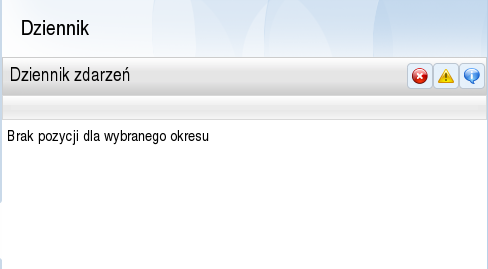 Dziennik
Dziennik zdarzeń
Brak pozycji dla wybranego okresu